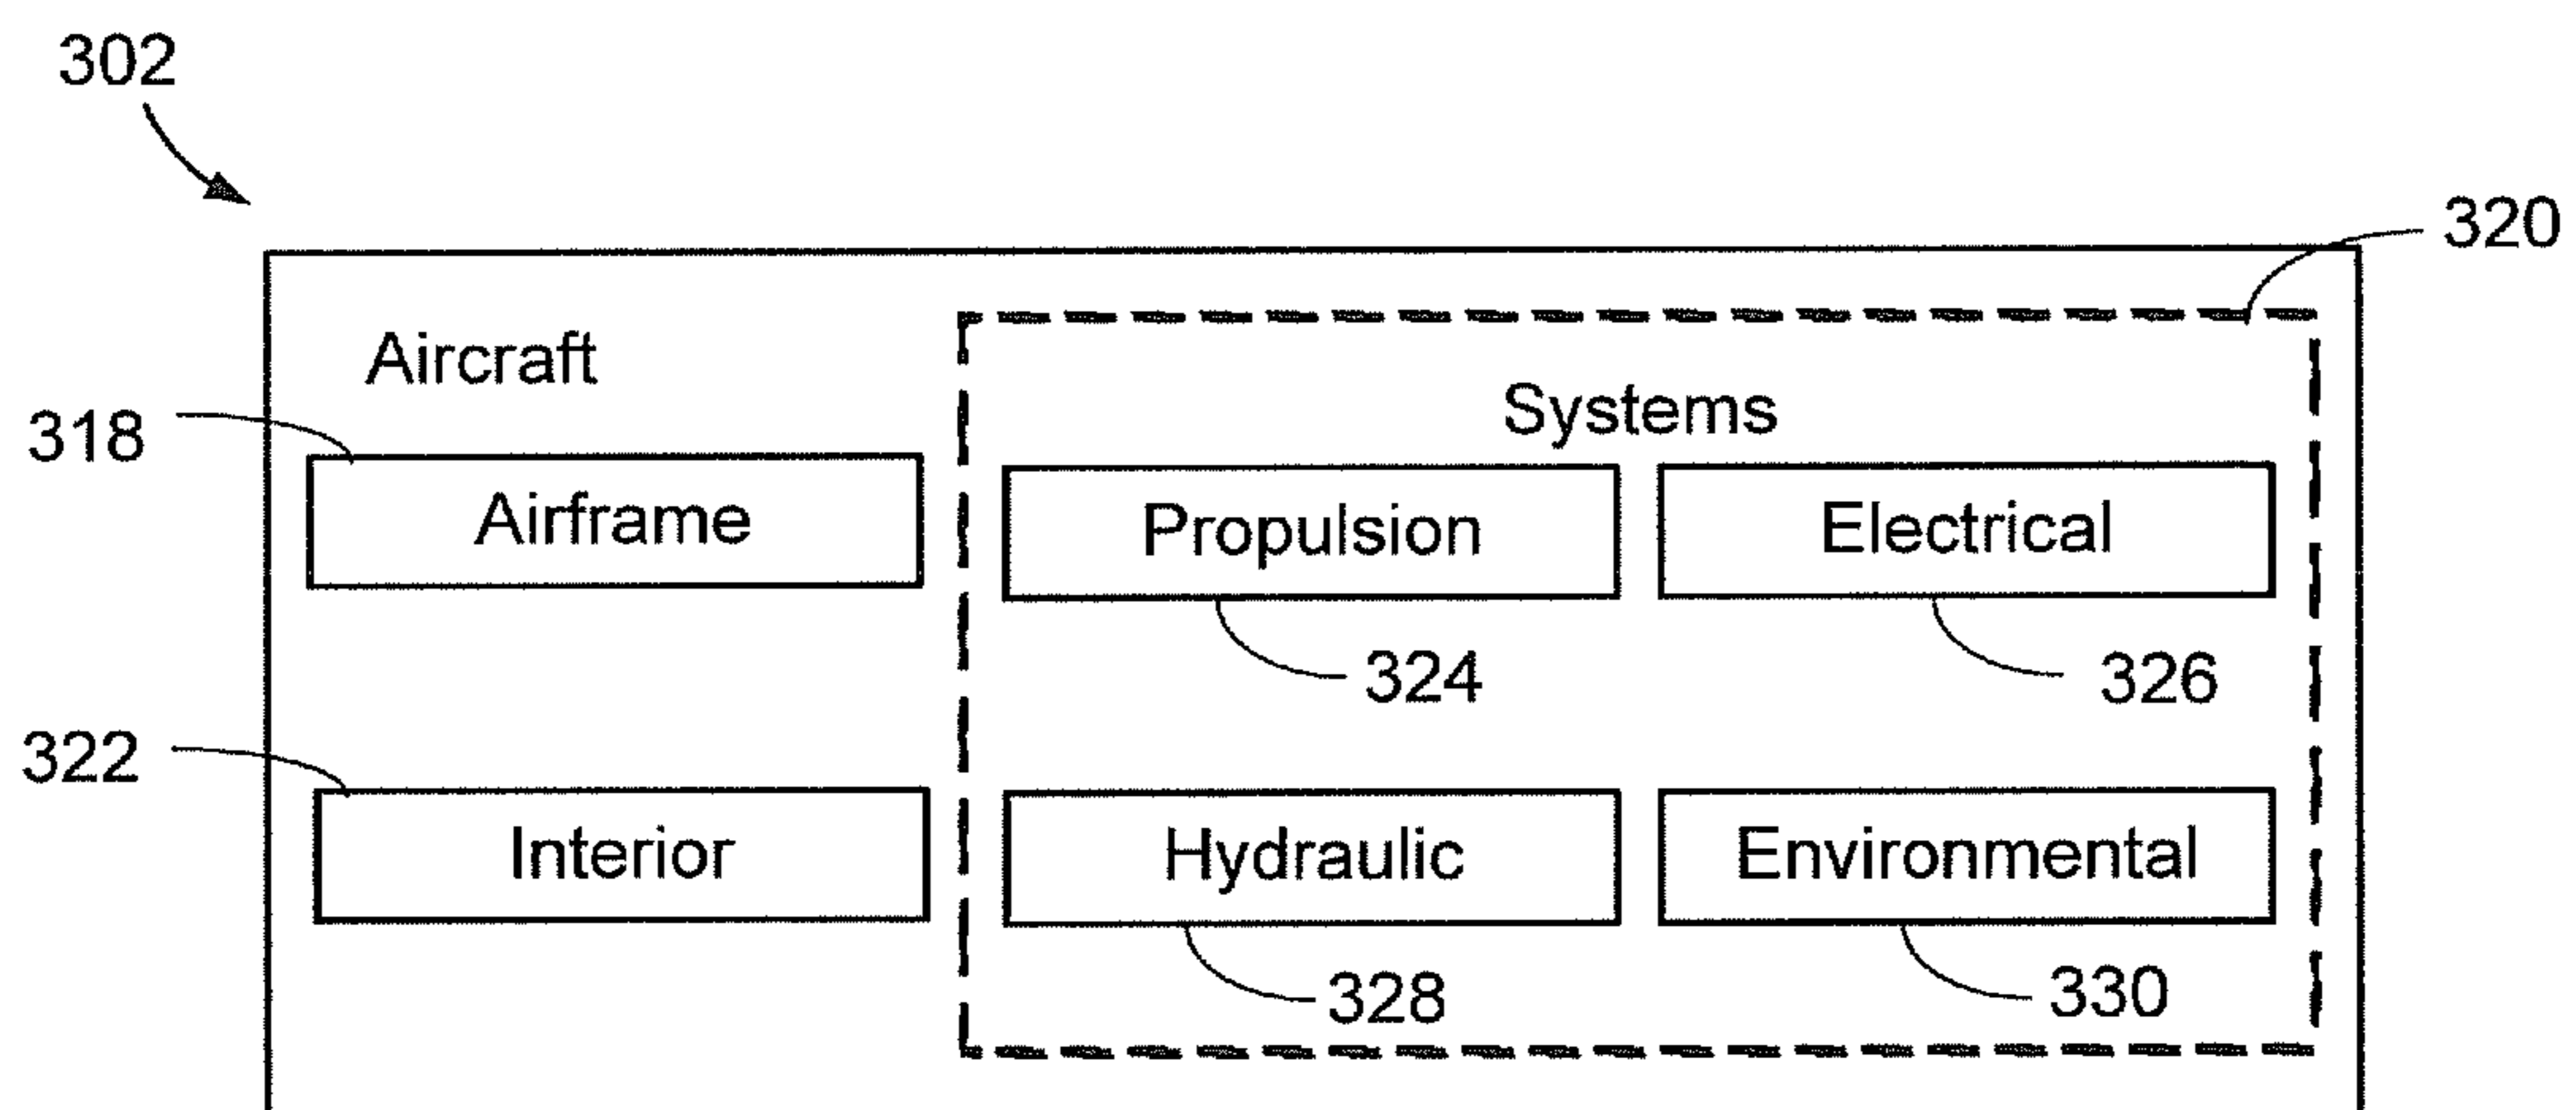 302
320
Aircraft
Systems
318
Airframe
Propulsion
Electrical
324
326
322
Interior
Hydraulic
Environmental
328
330